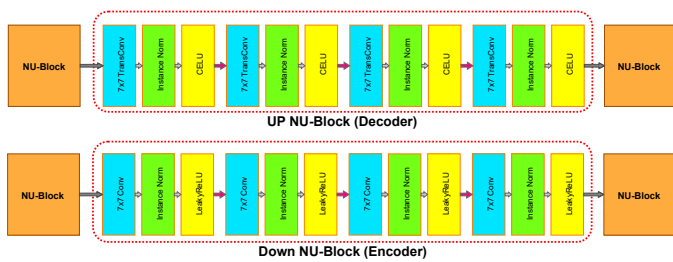 NU-Block
7x7 TransConv
Instance Norm
CELU
7x7 TransConv
Instance Norm
CELU
7x7 TransConv
Instance Norm
CELU
7x7 TransConv
Instance Norm
CELU
NU-Block
UP NU-Block (Decoder)
NU-Block
7x7 Conv
Instance Norm
LeakyReLU
7x7 Conv
Instance Norm
LeakyReLU
7x7 Conv
Instance Norm
LeakyReLU
7x7 Conv
Instance Norm
LeakyReLU
NU-Block
Down NU-Block (Encoder)